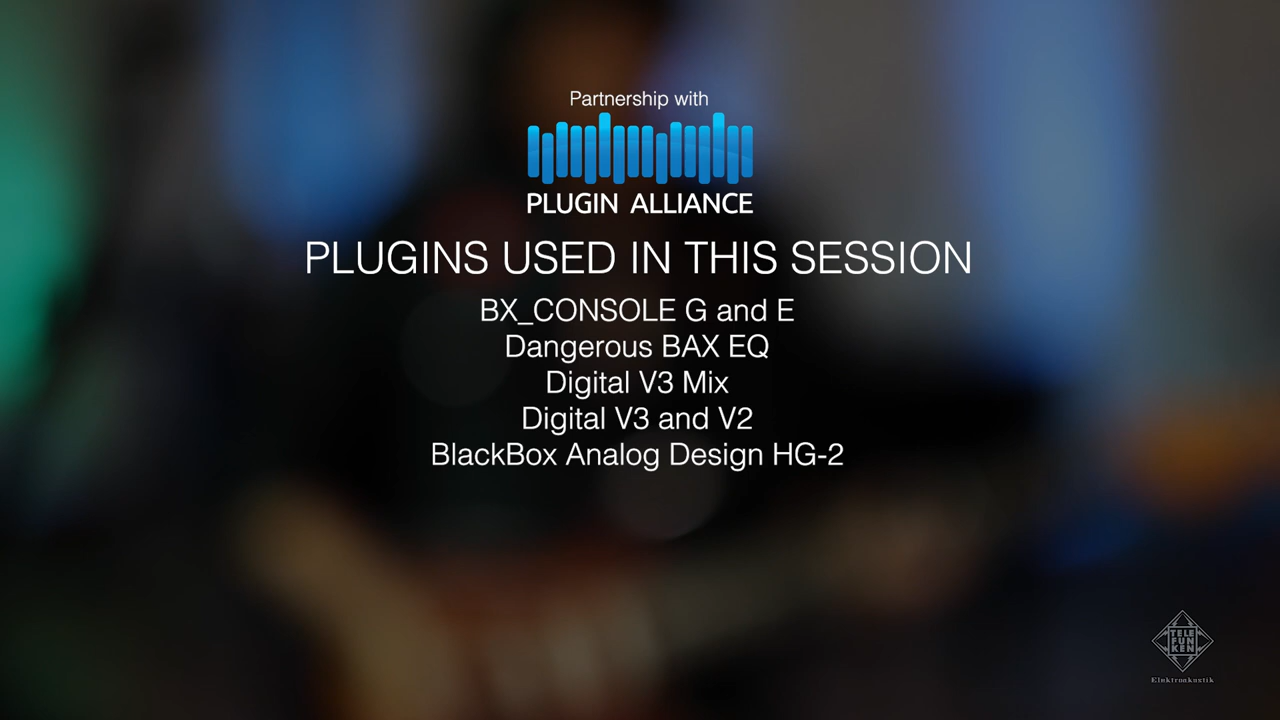 Partnership with
PLUGIN ALLIANCE
PLUGINS USED IN THIS SESSION
BX_CONSOLE G and E
Dangerous BAX EQ
Digital V3 Mix
Digital V3 and V2
BlackBox Analog Design HG-2
TELE
FUN
KEN
Elektroakustik